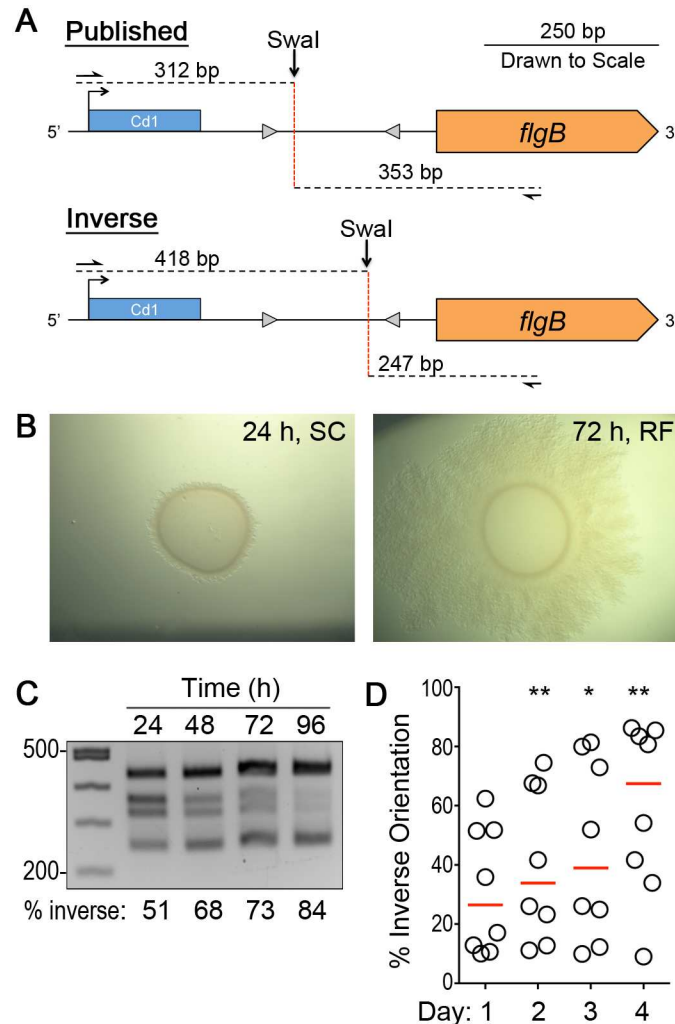 A
Published
SwaI
250 bp
Drawn to Scale
312 bp
5’
Cd1
flgB
3
353 bp
Inverse
SwaI
418 bp
5’
Cd1
flgB
3
247 bp
B
24 h, SC
72 h, RF
C
Time (h)
24 48 72 96
500-
200-
% inverse: 51 68 73 84
D
% Inverse Orientation
100
80
60
40
20
0
** * **
Day: 1 2 3 4